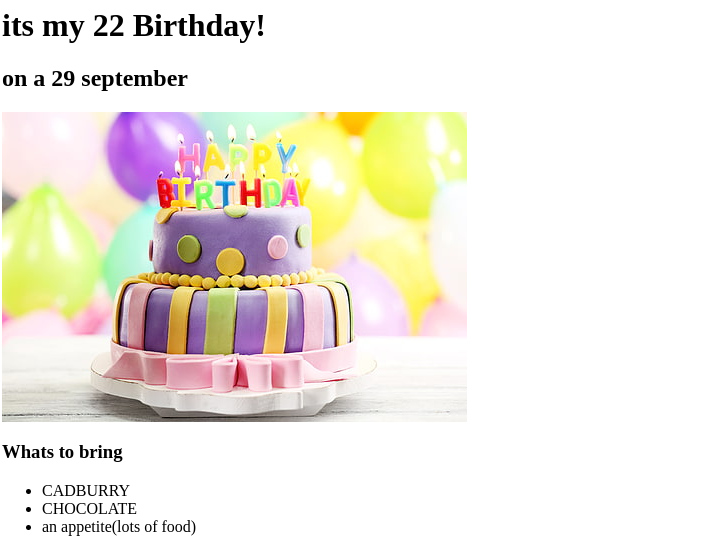 its my 22 Birthday!
on a 29 september
HAPPY
BIRTHDAY
Whats to bring
CADBURRY
CHOCOLATE
an appetite(lots of food)